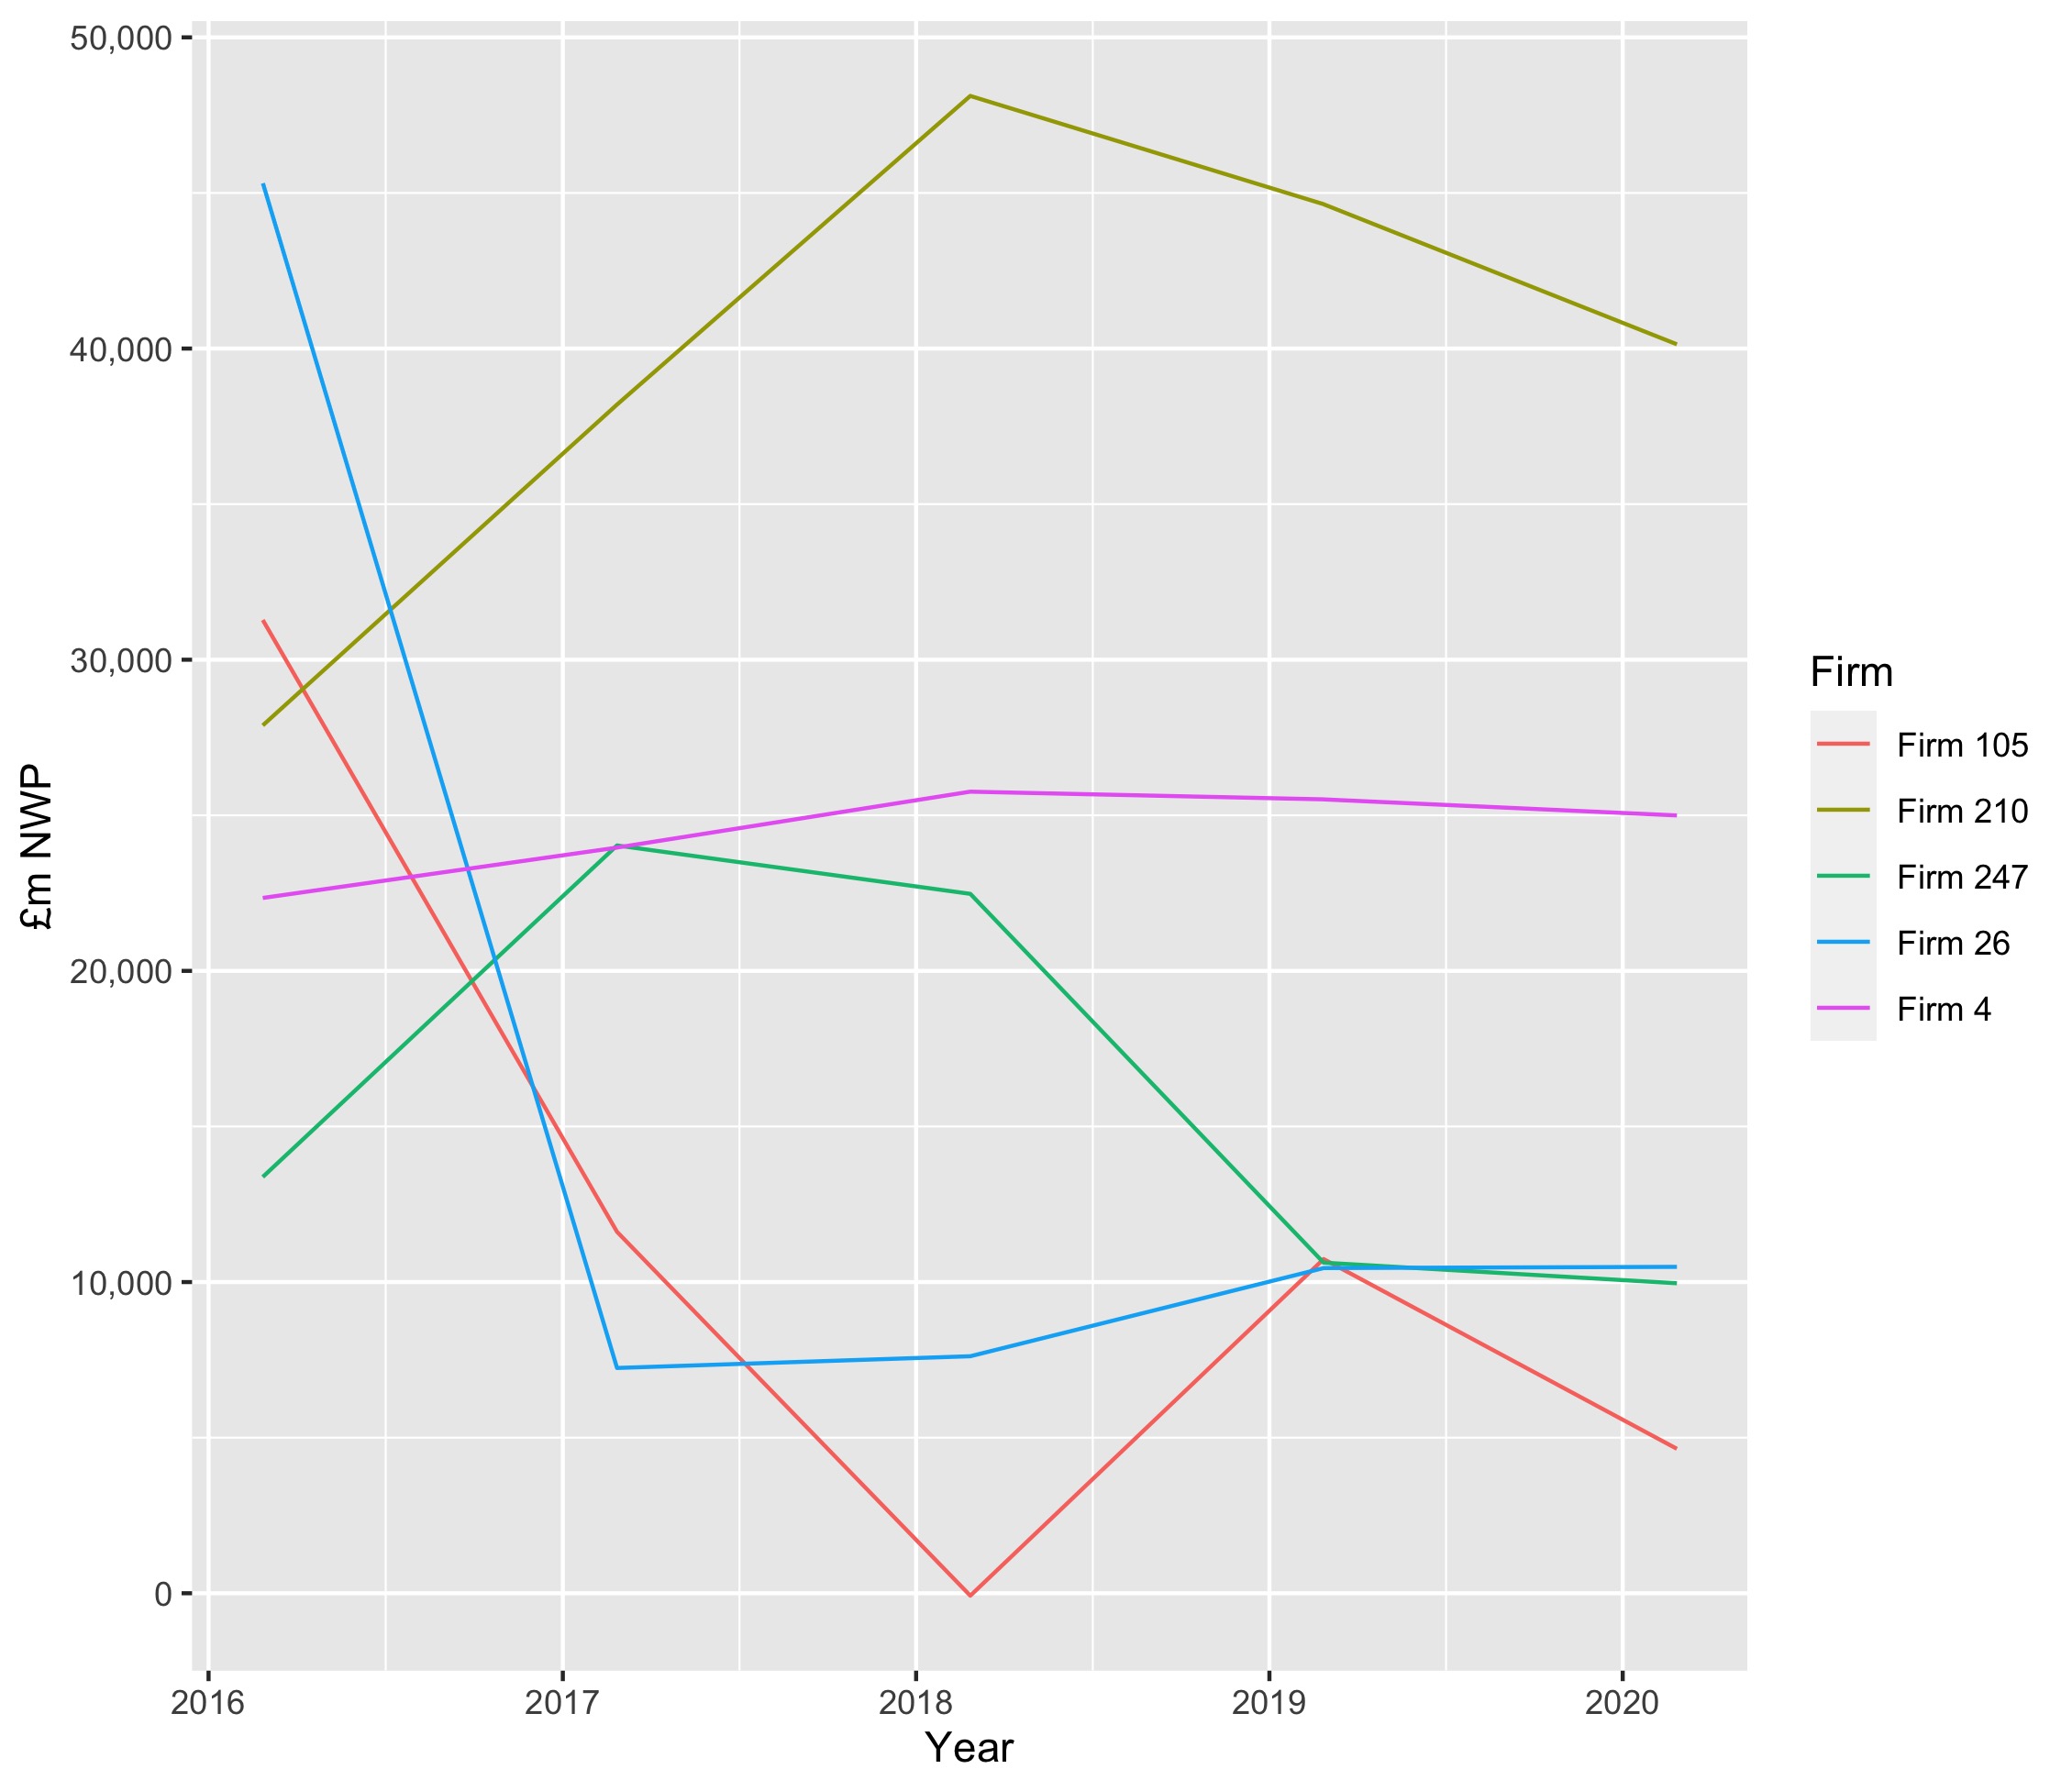 50,000
40,000
30,000
20,000
10,000
0
£m NWP
2016 2017 2018 2019 2020
Year
Firm
Firm 105
Firm 210
Firm 247
Firm 26
Firm 4